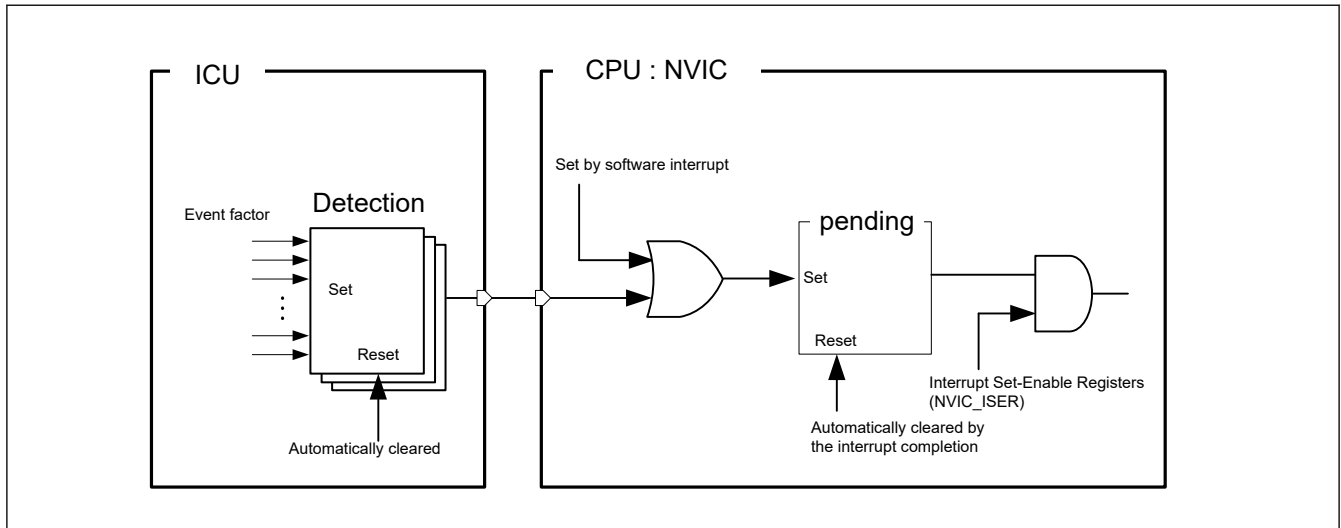 ICU
CPU : NVIC
Set by software interrupt
Detection
Event factor
pending
Set
Set
Reset
Reset
Interrupt Set-Enable Registers
(NVIC_ISER)
Automatically cleared
Automatically cleared by
the interrupt completion